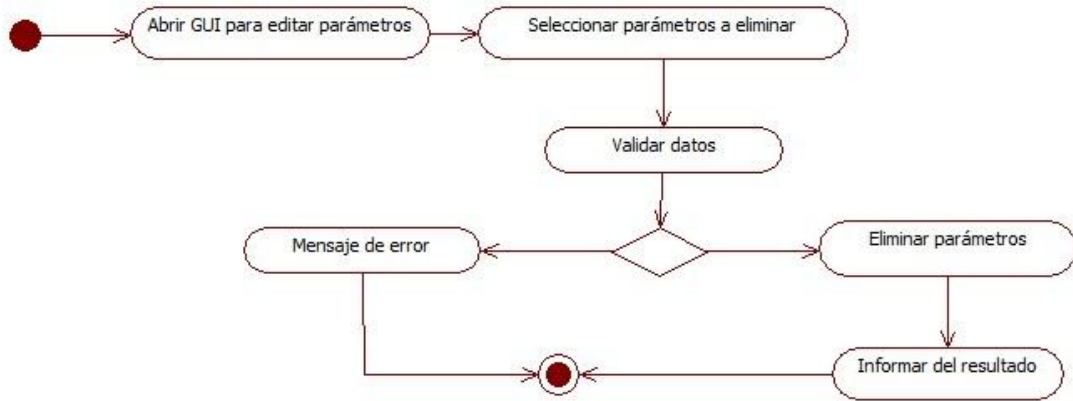 Abrir GUI para editar parámetros
Seleccionar parámetros a eliminar
Validar datos
Mensaje de error
Eliminar parámetros
Informar del resultado